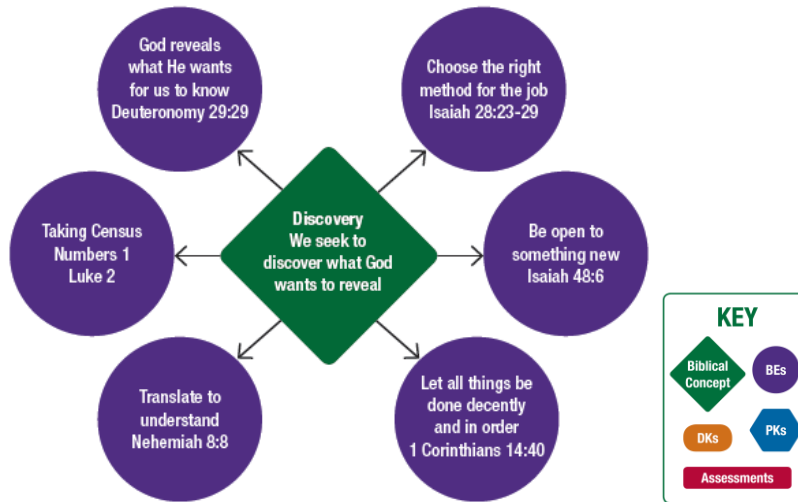 God reveals
what He wants
for us to know
Deuteronomy 29:29
Choose the right
method for the job
Isaiah 28:23-29
Taking Census
Numbers 1
Luke 2
Discovery
We seek to
discover what God
wants to reveal
Be open to
something new
Isaiah 48:6
Translate to
understand
Nehemiah 8:8
Let all things be
done decently
and in order
1 Corinthians 14:40
KEY
Biblical
Concept
BEs
DKs
PKs
Assessments